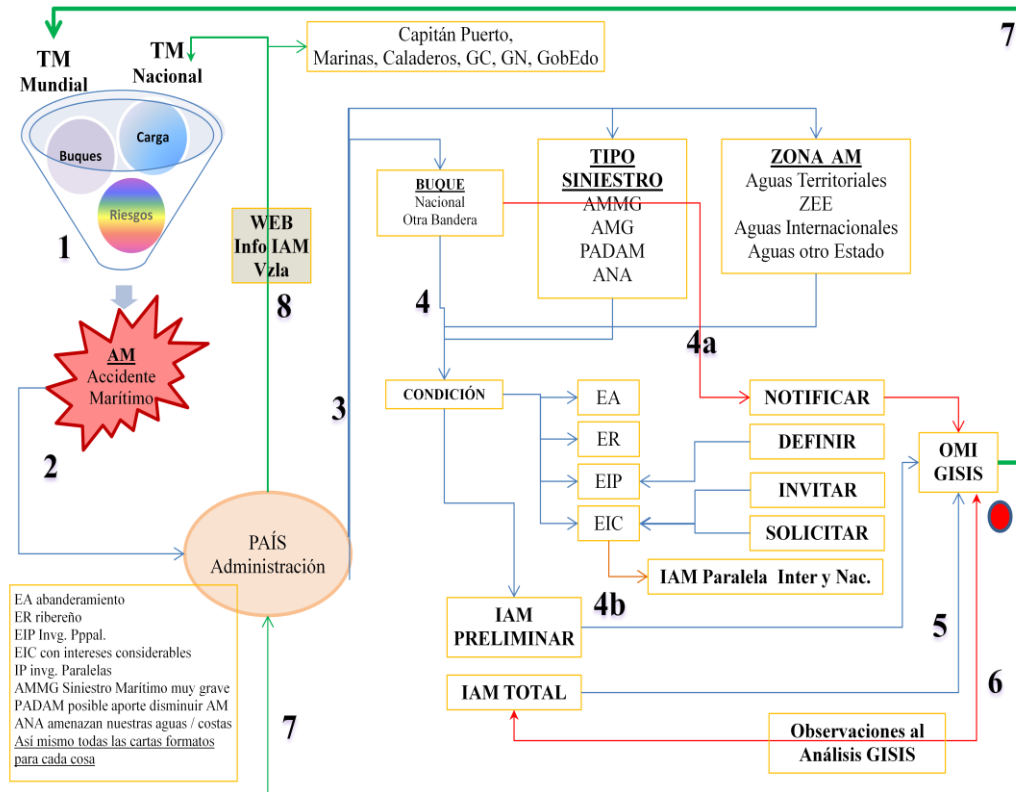 7
TM
Mundial
TM
Nacional
Capitán Puerto,
Marinas, Caladeros, GC, GN, GobEdo
Buques
Carga
Riesgos
1
WEB
Info IAM
Vzla
8
BUQUE
Nacional
Otra Bandera
TIPO
SINIESTRO
AMMG
AMG
PADAM
ANA
ZONA AM
Aguas Territoriales
ZEE
Aguas Internacionales
Aguas otro Estado
4
4a
AM
Accidente
Marítimo
2
3
CONDICIÓN
EA
ER
EIP
EIC
NOTIFICAR
DEFINIR
INVITAR
SOLICITAR
OMI
GISIS
IAM Paralela Inter y Nac.
4b
PAÍS
Administración
IAM
PRELIMINAR
5
IAM TOTAL
6
Observaciones al
Análisis GISIS
EA abanderamiento
ER ribereño
EIP Invg. Pppal.
EIC con intereses considerables
IP invg. Paralelas
AMMG Siniestro Marítimo muy grave
PADAM posible aporte disminuir AM
ANA amenazan nuestras aguas / costas
Así mismo todas las cartas formatos
para cada cosa
7